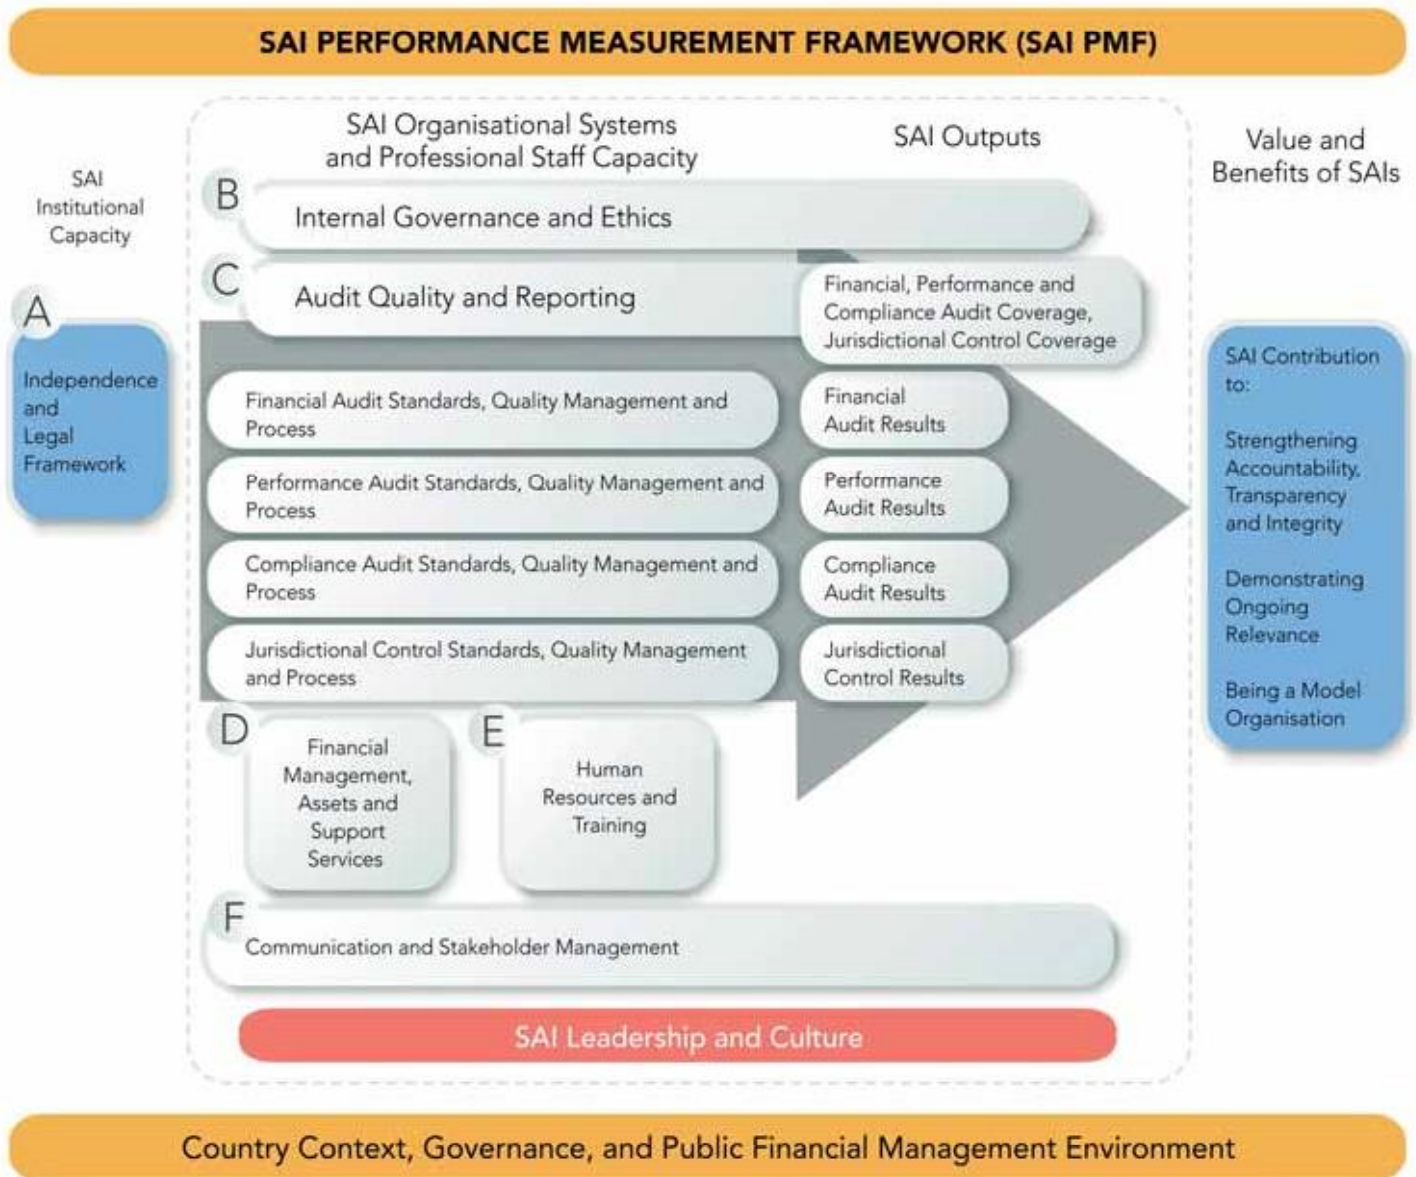 SAI PERFORMANCE MEASUREMENT FRAMEWORK (SAI PMF)
SAI
Institutional
Capacity
A
Independence
and
Legal
Framework
SAI Organisational Systems
and Professional Staff Capacity
SAI Outputs
B
Internal Governance and Ethics
C
Audit Quality and Reporting
Financial, Performance and
Compliance Audit Coverage,
Jurisdictional Control Coverage
Financial Audit Standards, Quality Management and
Process
Financial
Audit Results
Performance Audit Standards, Quality Management and
Process
Performance
Audit Results
Compliance Audit Standards, Quality Management and
Process
Compliance
Audit Results
Jurisdictional Control Standards, Quality Management
and Process
Jurisdictional
Control Results
D
Financial
Management,
Assets and
Support
Services
E
Human
Resources and
Training
F
Communication and Stakeholder Management
SAI Leadership and Culture
Value and
Benefits of SAIs
SAI Contribution
to:
Strengthening
Accountability,
Transparency
and Integrity
Demonstrating
Ongoing
Relevance
Being a Model
Organisation
Country Context, Governance, and Public Financial Management Environment